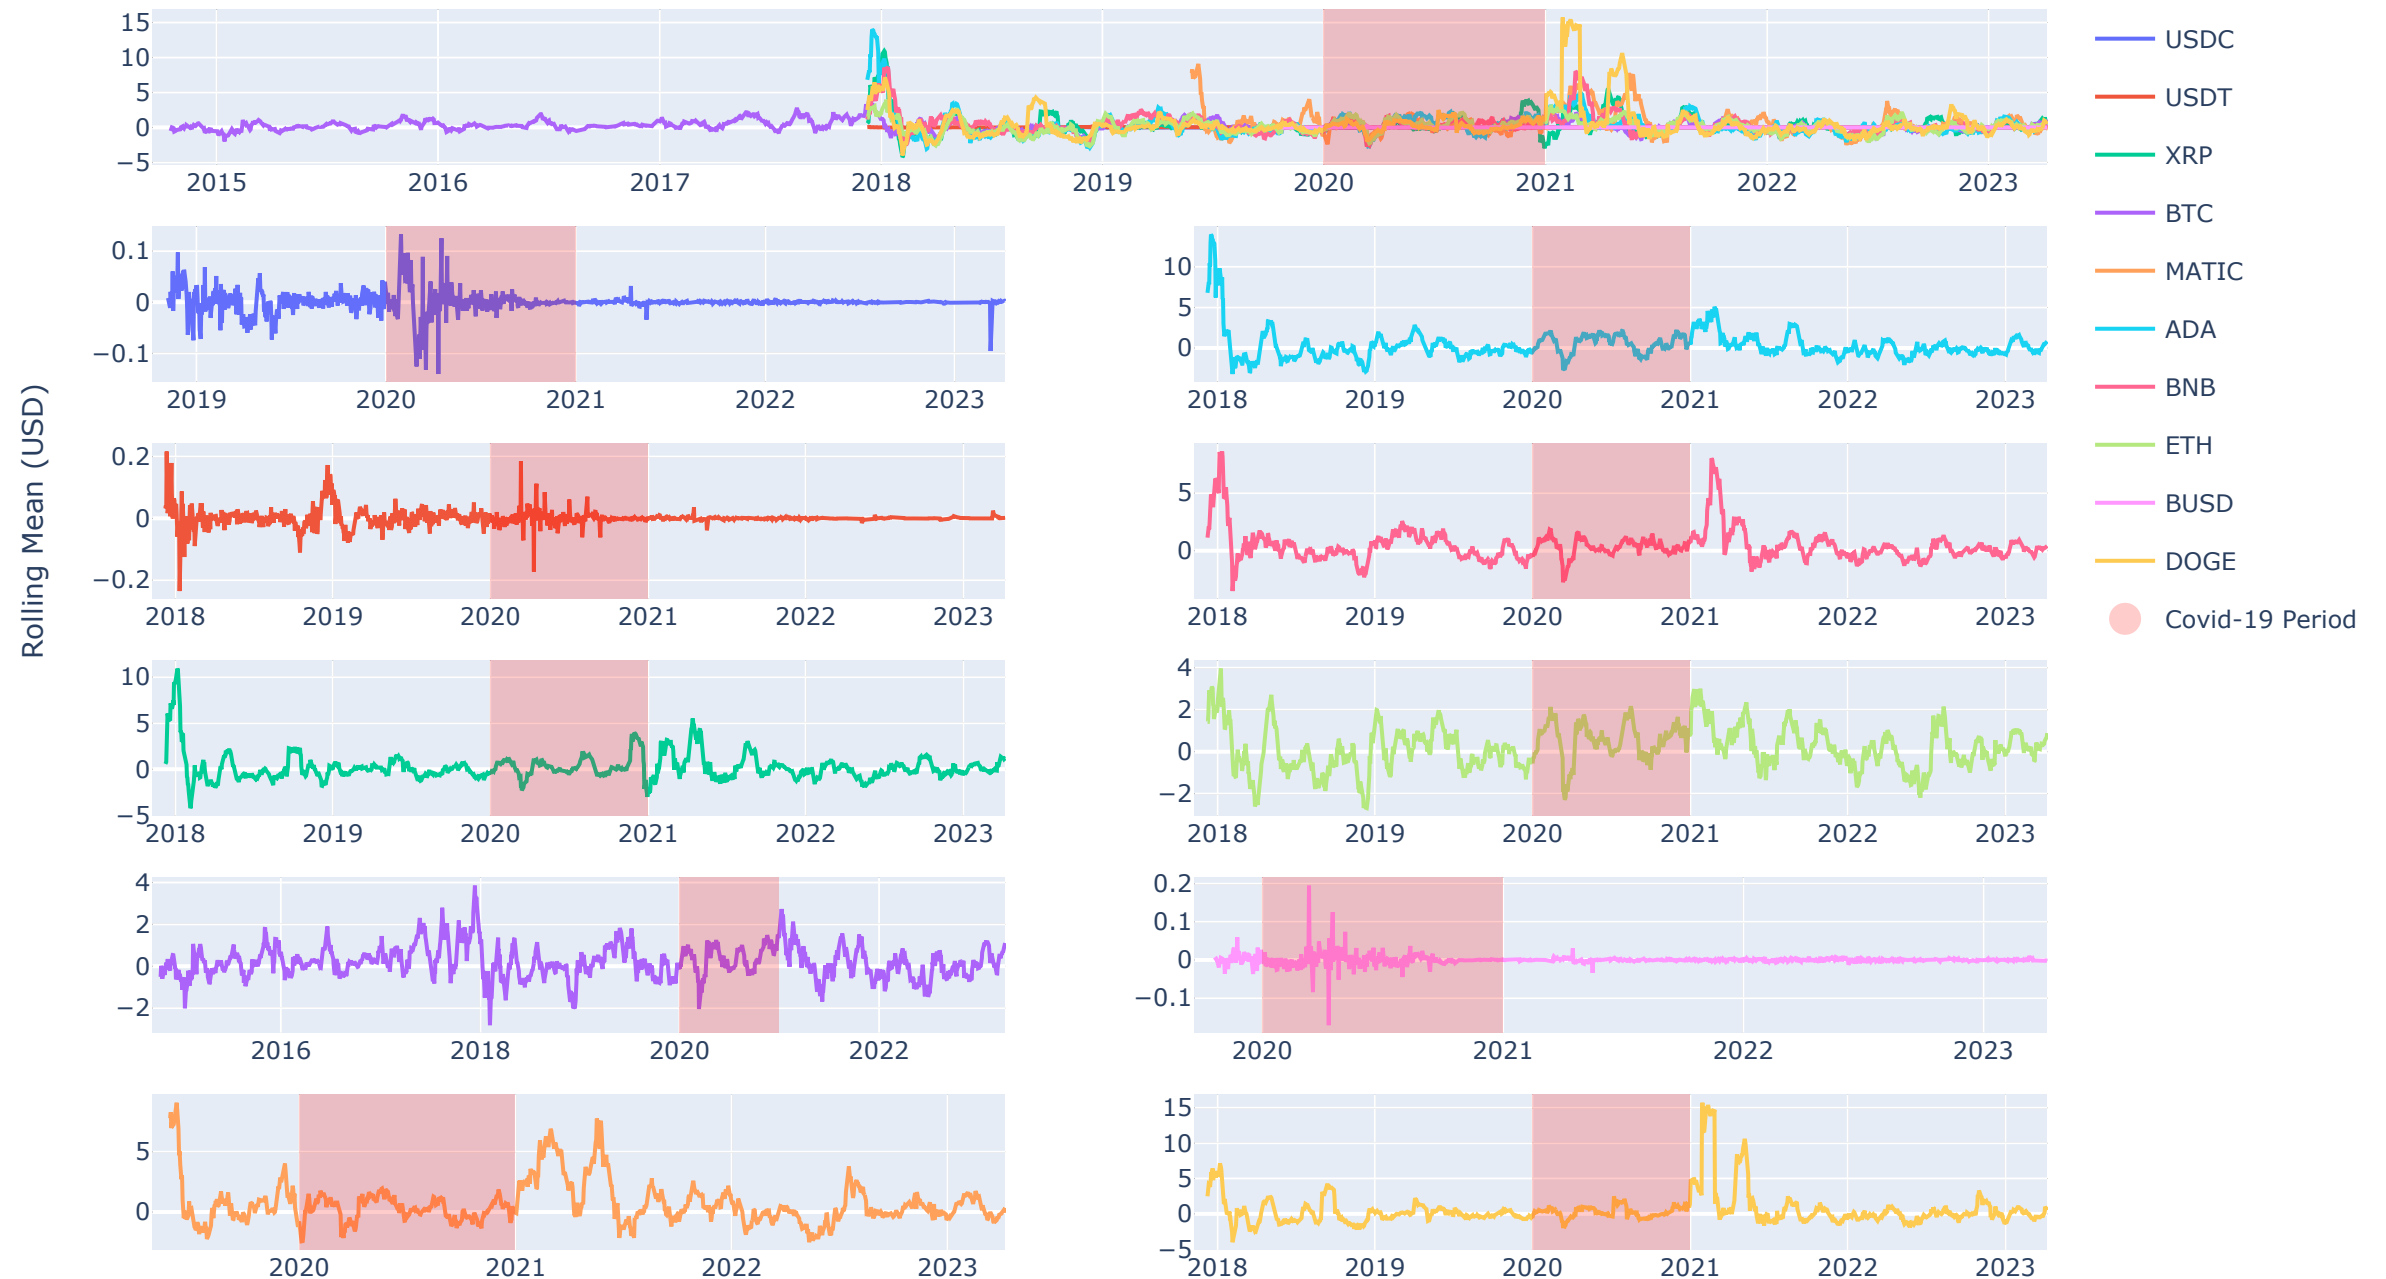 Rolling Mean (USD)
15
10
5
0
−5
2015 2016 2017 2018 2019 2020 2021 2022 2023
0.1
0
−0.1
2019 2020 2021 2022 2023
10
5
0
2018 2019 2020 2021 2022 2023
0.2
0
−0.2
2018 2019 2020 2021 2022 2023
5
0
2018 2019 2020 2021 2022 2023
10
5
0
−5
2018 2019 2020 2021 2022 2023
4
2
0
−2
2018 2019 2020 2021 2022 2023
4
2
0
−2
2016 2018 2020 2022
0.2
0.1
0
−0.1
2020 2021 2022 2023
5
0
2020 2021 2022 2023
15
10
5
0
−5
2018 2019 2020 2021 2022 2023
USDC
USDT
XRP
BTC
MATIC
ADA
BNB
ETH
BUSD
DOGE
Covid-19 Period